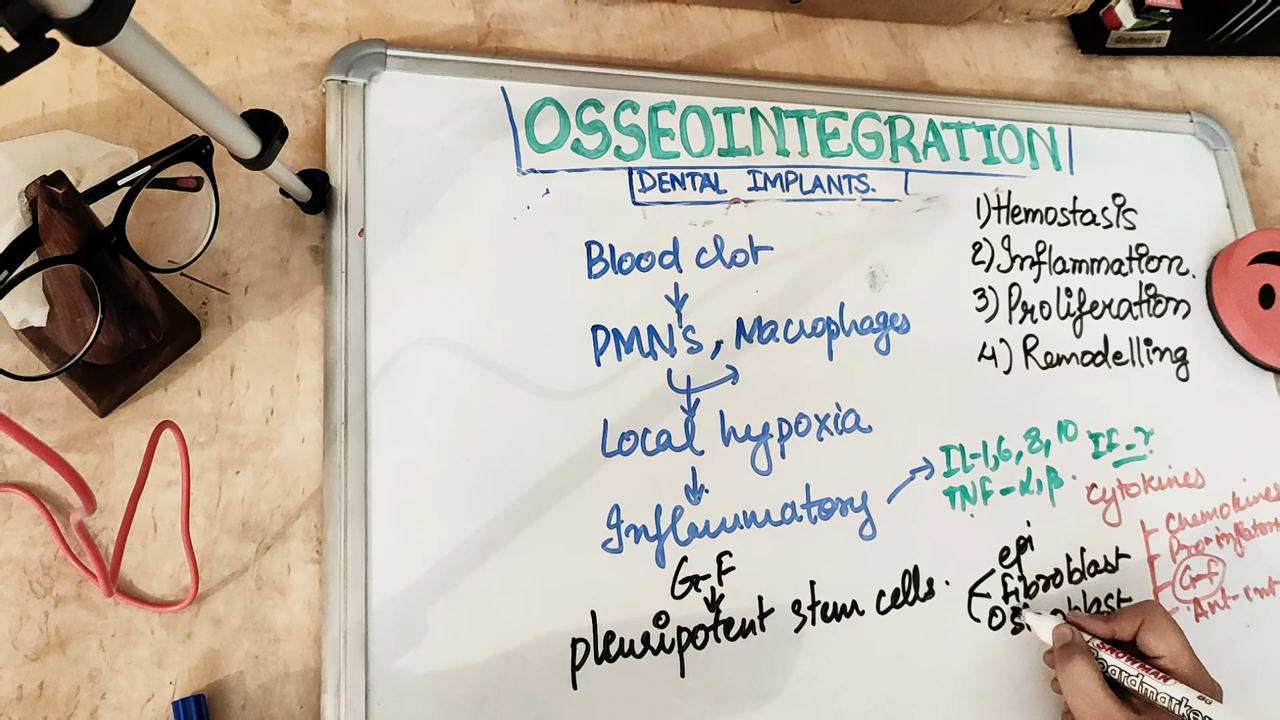 OSSEOINTEGRATION
DENTAL IMPLANTS.
1) Hemostasis
2) Inflammation.
3) Proliferation
4) Remodelling
Blood clot
PMN's, Macrophages
Local hypoxia
Inflammatory
IL-1,6,8,10 IF-γ
TNF-α,β.
Cytokines
Chemokines
G-F
G-F
pleuripotent stem cells.
epi
fibroblast
SNOWMAN